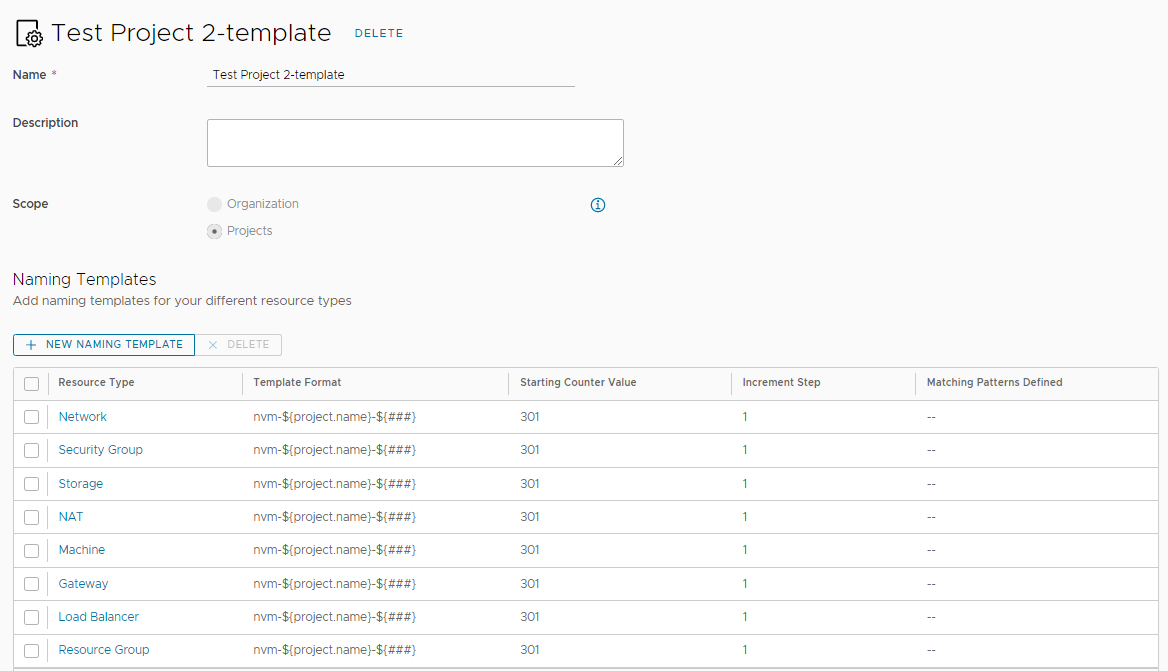 Test Project 2-template DELETE
Name * Test Project 2-template
Description
Scope Organization
Projects
Naming Templates
Add naming templates for your different resource types
+ NEW NAMING TEMPLATE × DELETE
Resource Type Template Format Starting Counter Value Increment Step Matching Patterns Defined
Network nvm-${project.name}-${###} 301 1 --
Security Group nvm-${project.name}-${###} 301 1 --
Storage nvm-${project.name}-${###} 301 1 --
NAT nvm-${project.name}-${###} 301 1 --
Machine nvm-${project.name}-${###} 301 1 --
Gateway nvm-${project.name}-${###} 301 1 --
Load Balancer nvm-${project.name}-${###} 301 1 --
Resource Group nvm-${project.name}-${###} 301 1 --